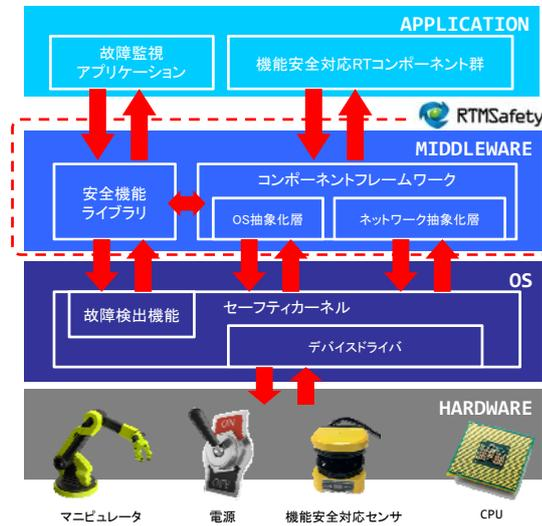 APPLICATION
故障監視
アプリケーション
機能安全対応RTコンポーネント群
RTMSafety
MIDDLEWARE
安全機能
ライブラリ
コンポーネントフレームワーク
OS抽象化層
ネットワーク抽象化層
OS
故障検出機能
セーフティカーネル
デバイスドライバ
HARDWARE
ON
OFF
マニピュレータ
電源
機能安全対応センサ
CPU